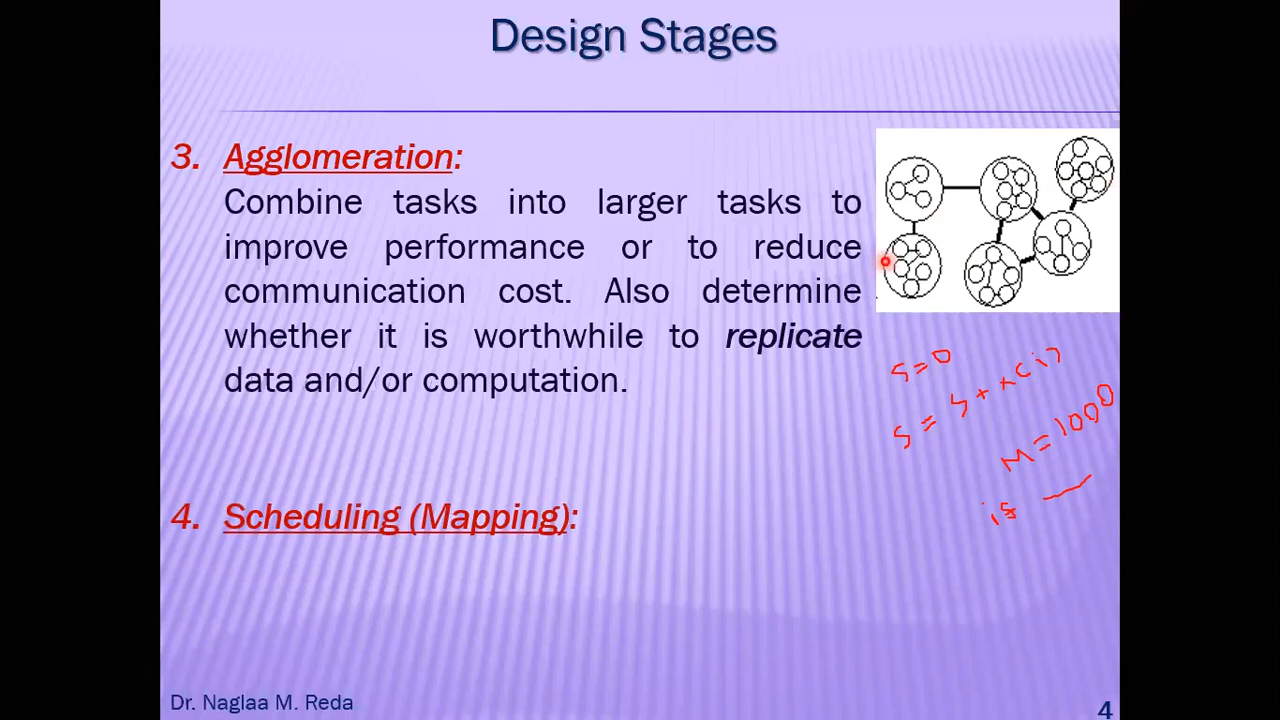 Design Stages
3. Agglomeration:
Combine tasks into larger tasks to
improve performance or to reduce
communication cost. Also determine
whether it is worthwhile to replicate
data and/or computation.
S=0
S = S + x(i)
M=1000
is
4. Scheduling (Mapping):
Dr. Naglaa M. Reda
4